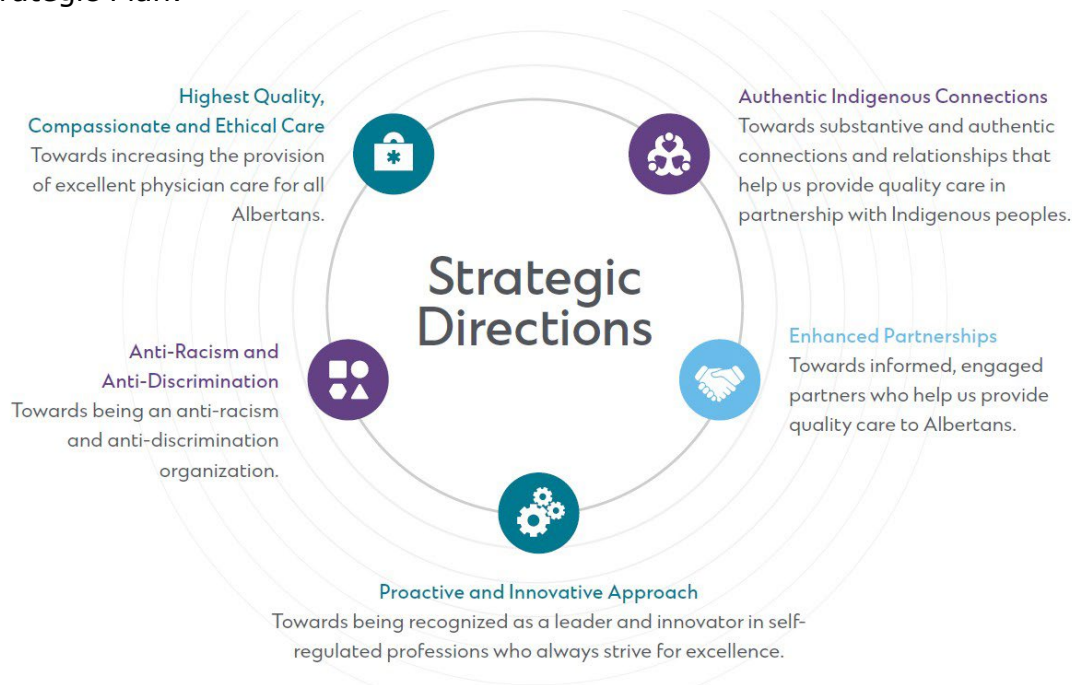 Strategic Directions
Highest Quality,
Compassionate and Ethical Care
Towards increasing the provision
of excellent physician care for all
Albertans.
Authentic Indigenous Connections
Towards substantive and authentic
connections and relationships that
help us provide quality care in
partnership with Indigenous peoples.
Anti-Racism and
Anti-Discrimination
Towards being an anti-racism
and anti-discrimination
organization.
Enhanced Partnerships
Towards informed, engaged
partners who help us provide
quality care to Albertans.
Proactive and Innovative Approach
Towards being recognized as a leader and innovator in self-
regulated professions who always strive for excellence.